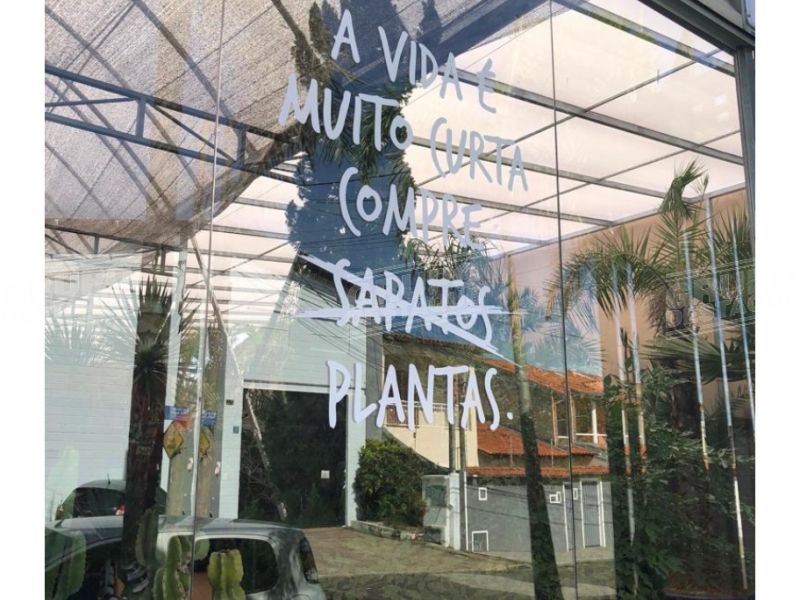 A VIDA É
MUITO CURTA
COMPRE
SAPATOS
PLANTAS.